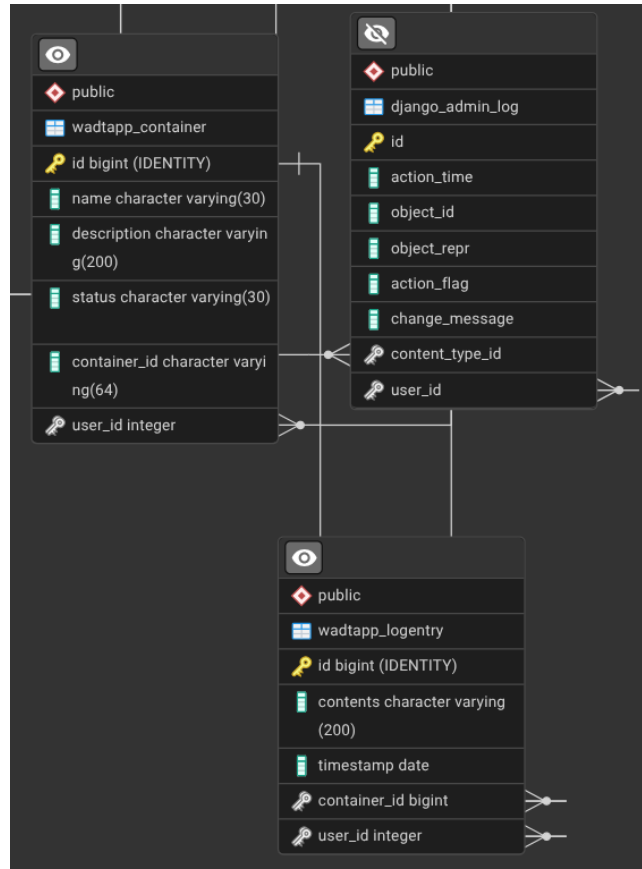 public
wadtapp_container
id bigint (IDENTITY)
name character varying(30)
description character varyin
g(200)
status character varying(30)
container_id character varyi
ng(64)
user_id integer
public
django_admin_log
id
action_time
object_id
object_repr
action_flag
change_message
content_type_id
user_id
public
wadtapp_logentry
id bigint (IDENTITY)
contents character varying
(200)
timestamp date
container_id bigint
user_id integer